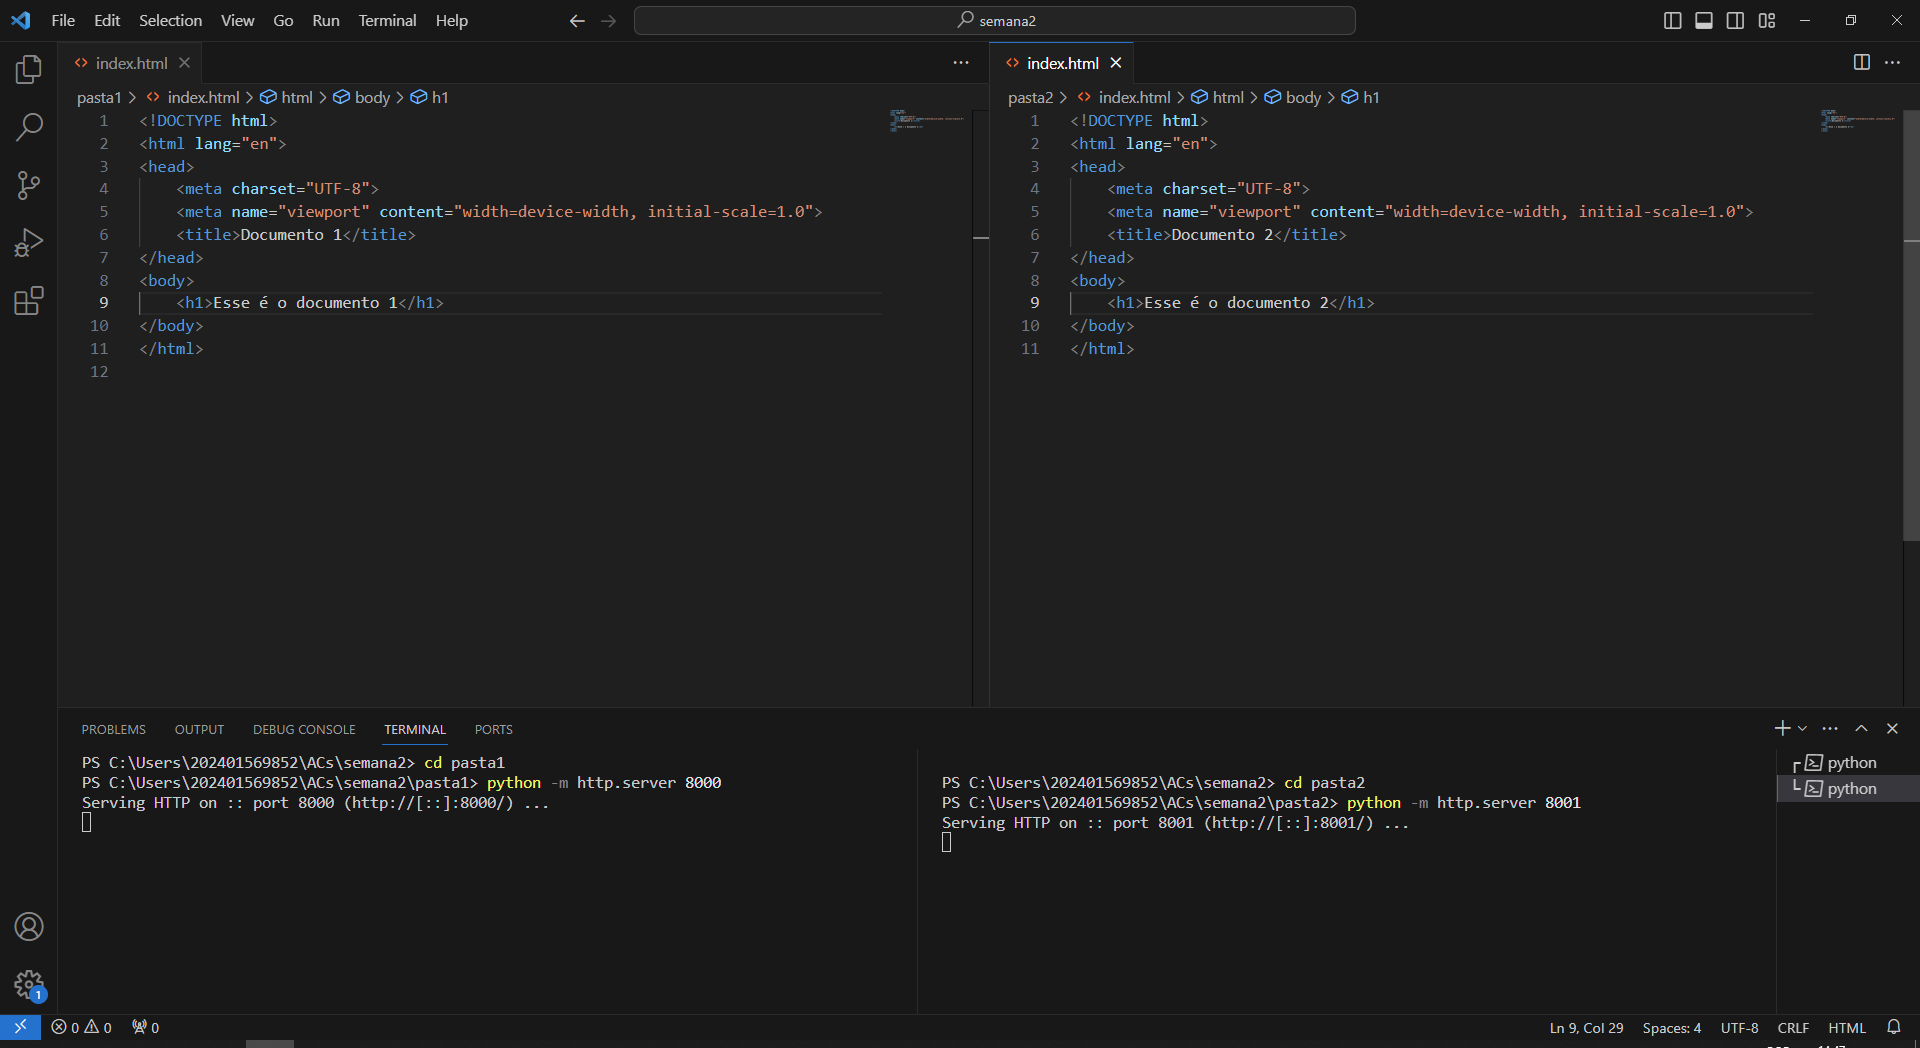 File Edit Selection View Go Run Terminal Help
semana2
index.html
index.html
pasta1 > index.html > html > body > h1
1 <!DOCTYPE html>
2 <html lang="en">
3 <head>
4 <meta charset="UTF-8">
5 <meta name="viewport" content="width=device-width, initial-scale=1.0">
6 <title>Documento 1</title>
7 </head>
8 <body>
9 <h1>Esse é o documento 1</h1>
10 </body>
11 </html>
12
pasta2 > index.html > html > body > h1
1 <!DOCTYPE html>
2 <html lang="en">
3 <head>
4 <meta charset="UTF-8">
5 <meta name="viewport" content="width=device-width, initial-scale=1.0">
6 <title>Documento 2</title>
7 </head>
8 <body>
9 <h1>Esse é o documento 2</h1>
10 </body>
11 </html>
PROBLEMS OUTPUT DEBUG CONSOLE TERMINAL PORTS
PS C:\Users\202401569852\ACs\semana2> cd pasta1
PS C:\Users\202401569852\ACs\semana2\pasta1> python -m http.server 8000
Serving HTTP on :: port 8000 (http://[::]:8000/) ...
PS C:\Users\202401569852\ACs\semana2> cd pasta2
PS C:\Users\202401569852\ACs\semana2\pasta2> python -m http.server 8001
Serving HTTP on :: port 8001 (http://[::]:8001/) ...
python
python
1
0 0 0
Ln 9, Col 29 Spaces: 4 UTF-8 CRLF HTML